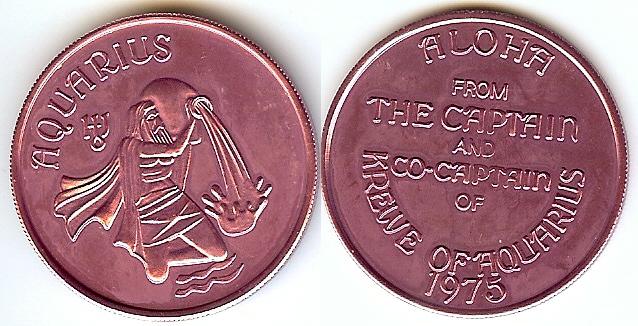 AQUARIUS
ALOHA
FROM
THE CAPTAIN
AND
CO-CAPTAIN
OF
KREWE OF AQUARIUS
1975